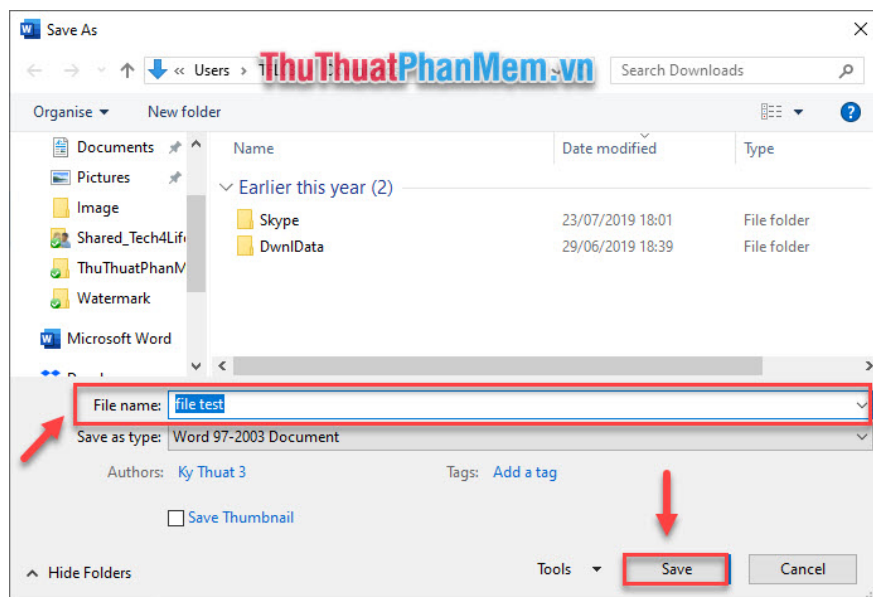 Save As
« Users ›
ThuThuatPhanMem.vn
Search Downloads
Organise New folder
Documents
Pictures
Image
Shared_Tech4Life
ThuThuatPhanM
Watermark
Microsoft Word
Name Date modified Type
Earlier this year (2)
Skype 23/07/2019 18:01 File folder
DwnlData 29/06/2019 18:39 File folder
File name: file test
Save as type: Word 97-2003 Document
Authors: Ky Thuat 3 Tags: Add a tag
Save Thumbnail
Hide Folders Tools Save Cancel